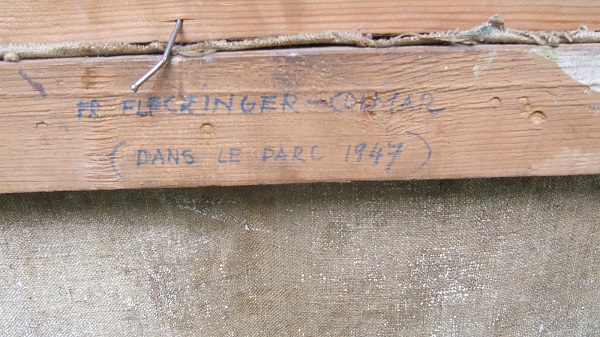 FR FLECKINGER - COLMAR
(DANS LE PARC 1947)